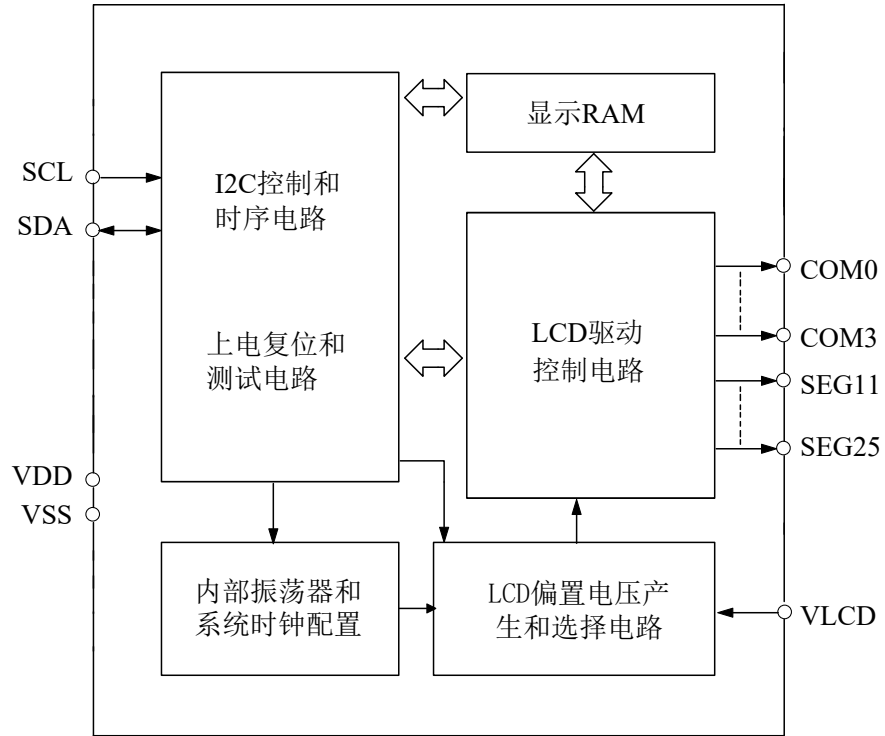 显示RAM
SCL
I2C控制和
时序电路
SDA
COM0
上电复位和
测试电路
LCD驱动
控制电路
COM3
SEG11
SEG25
VDD
VSS
内部振荡器和
系统时钟配置
LCD偏置电压产
生和选择电路
VLCD